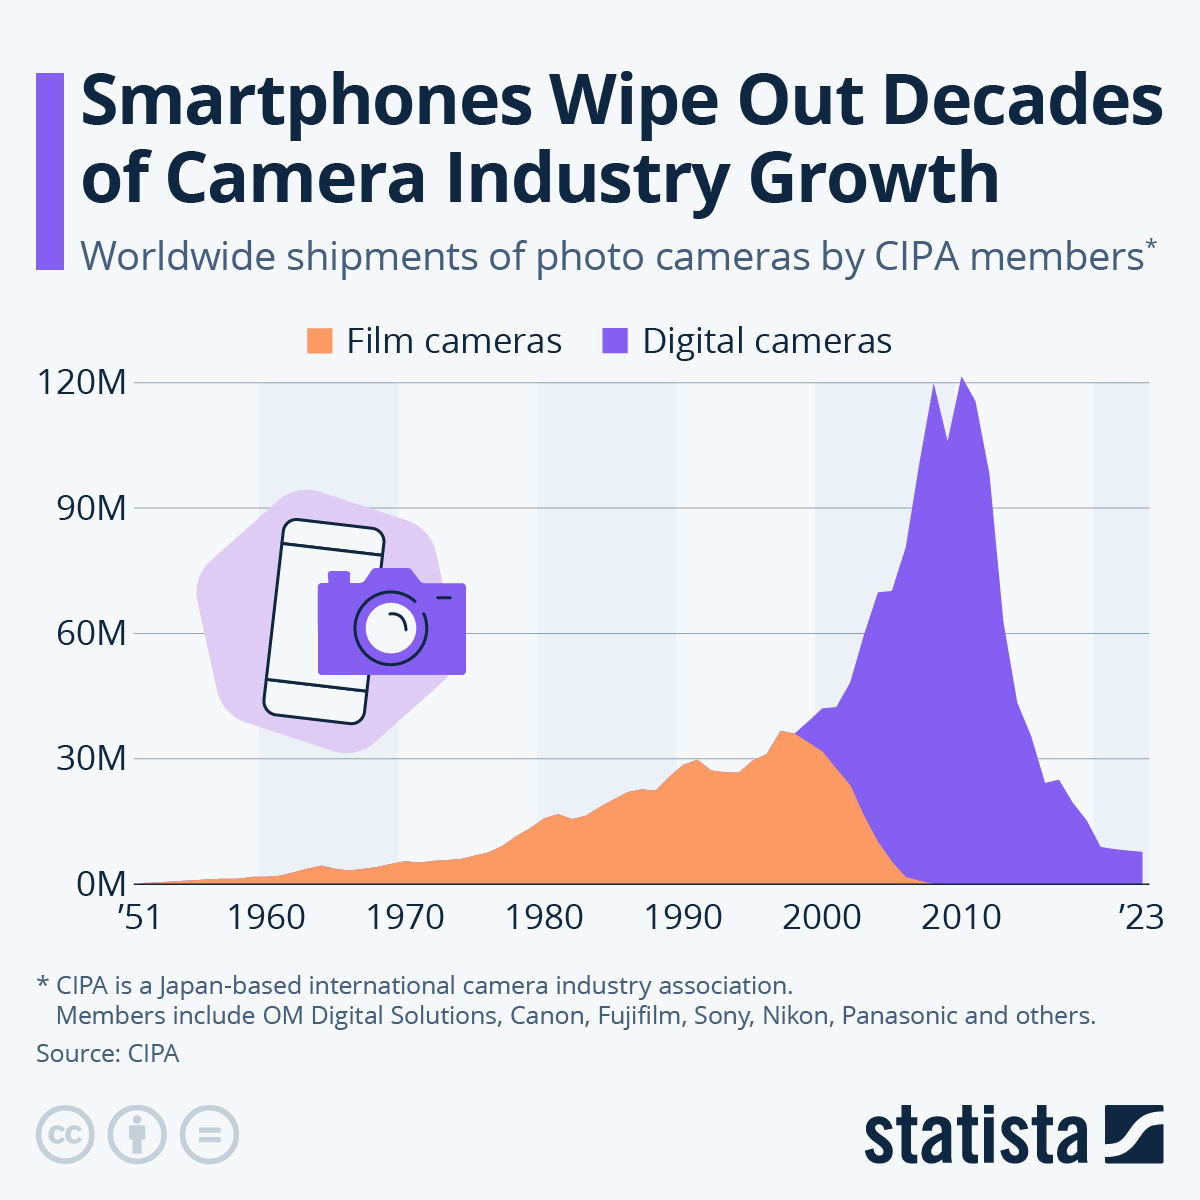 Smartphones Wipe Out Decades
of Camera Industry Growth
Worldwide shipments of photo cameras by CIPA members*
Film cameras Digital cameras
120M
90M
60M
30M
0M
’51 1960 1970 1980 1990 2000 2010 ’23
* CIPA is a Japan-based international camera industry association.
Members include OM Digital Solutions, Canon, Fujifilm, Sony, Nikon, Panasonic and others.
Source: CIPA
cc
statista